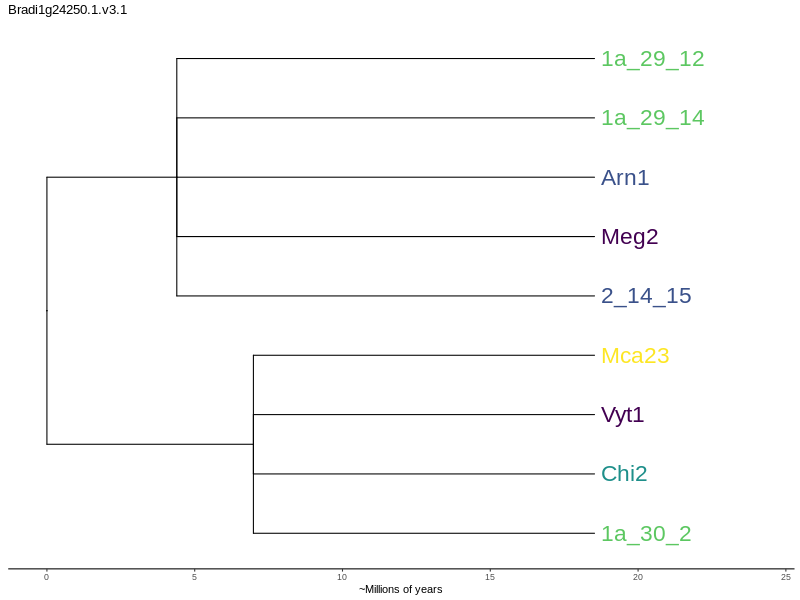 Bradi1g24250.1.v3.1
1a_29_12
1a_29_14
Arn1
Meg2
2_14_15
Mca23
Vyt1
Chi2
1a_30_2
0 5 10 15 20 25
~Millions of years